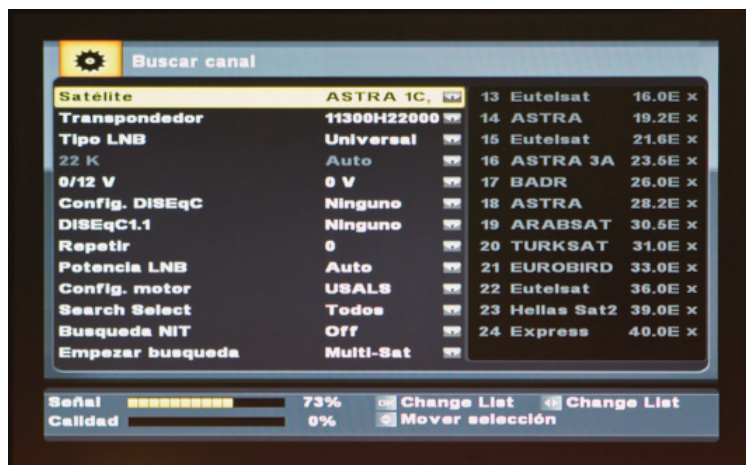 Buscar canal
Satélite ASTRA 1C, 13 Eutelsat 16.0E x
Transpondedor 11300H22000 14 ASTRA 19.2E x
Tipo LNB Universal 15 Eutelsat 21.6E x
22 K Auto 16 ASTRA 3A 23.5E x
0/12 V 0 V 17 BADR 26.0E x
Config. DISEqC Ninguno 18 ASTRA 28.2E x
DISEqC1.1 Ninguno 19 ARABSAT 30.5E x
Repetir 0 20 TURKSAT 31.0E x
Potencia LNB Auto 21 EUROBIRD 33.0E x
Config. motor USALS 22 Eutelsat 36.0E x
Search Select Todos 23 Hellas Sat2 39.0E x
Busqueda NIT Off 24 Express 40.0E x
Empezar busqueda Multi-Sat
Señal 73% OK Change List Change List
Calidad 0% Mover selección